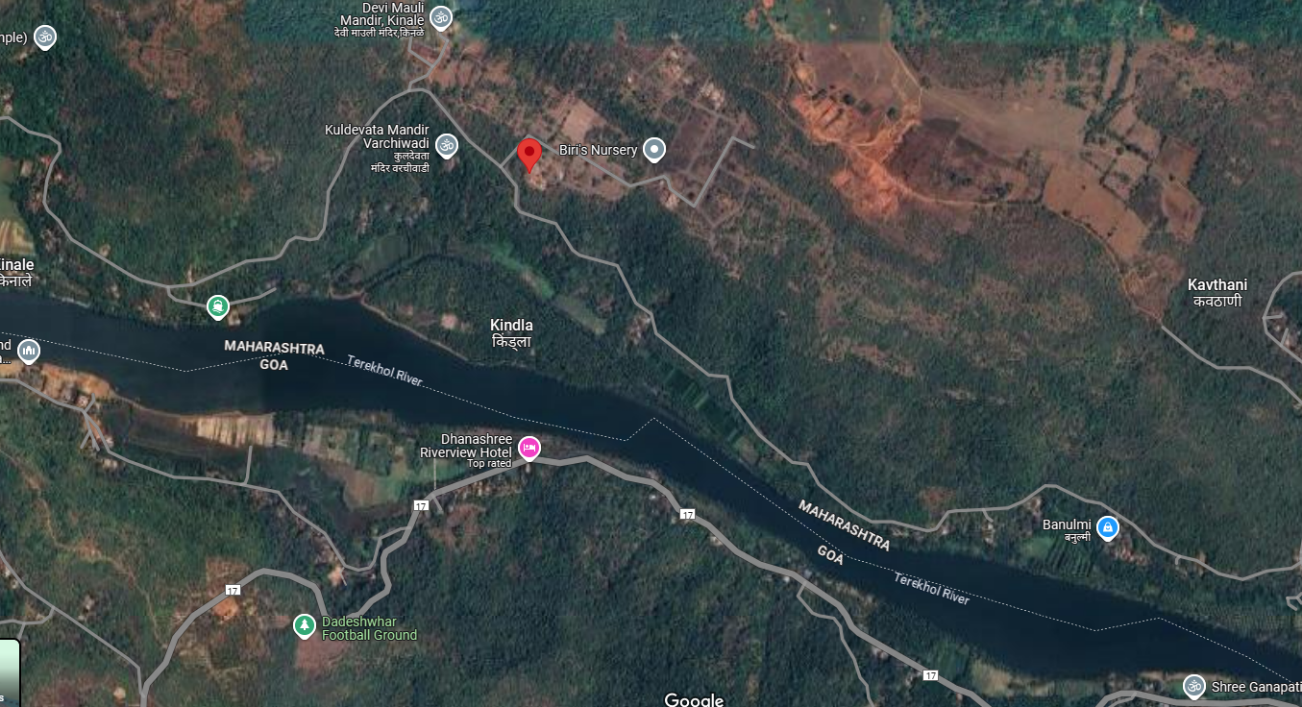 Devi Mauli
Mandir, Kinale
देवी माउली मंदिर,किनळे
nple)
Kuldevata Mandir
Varchiwadi
कुलदेवता
मंदिर वरचीवाडी
Biri's Nursery
Kinale
किनाले
Kavthani
कवठाणी
Kindla
किंड्ला
MAHARASHTRA
GOA
Terekhol River
nd
Dhanashree
Riverview Hotel
Top rated
17
17
MAHARASHTRA
GOA
Banulmi
बनुल्मी
Terekhol River
17
Dadeshwhar
Football Ground
17
Shree Ganapati
Google